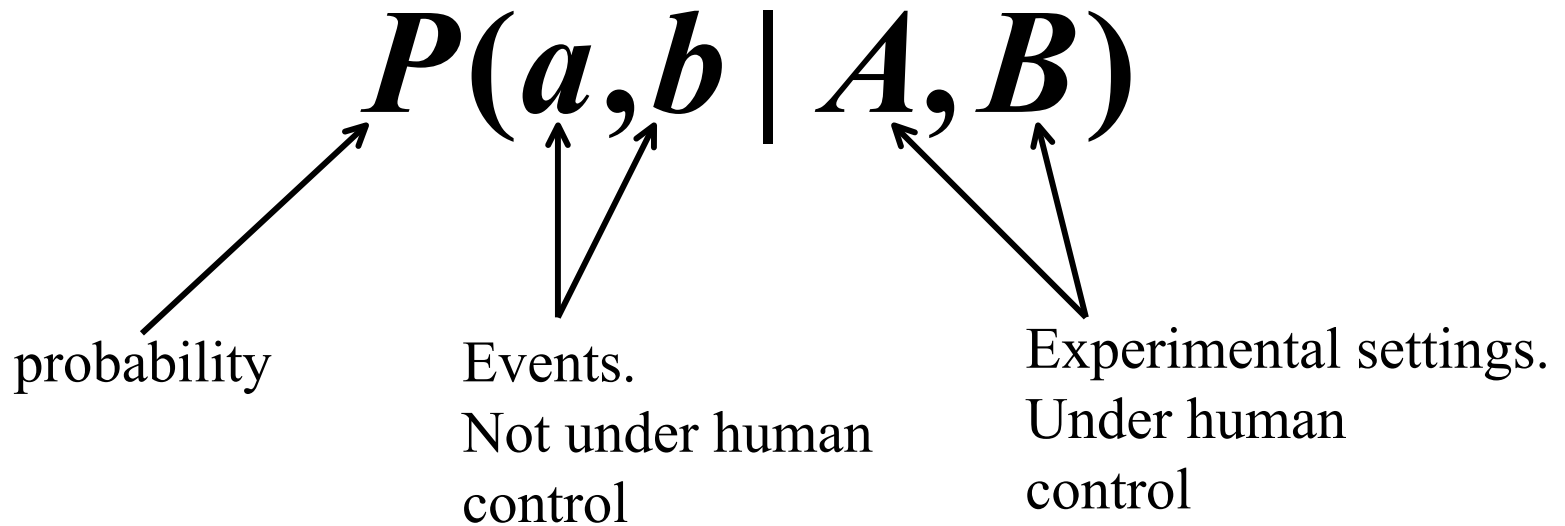 P(a,b | A,B)
probability
Events.
Not under human
control
Experimental settings.
Under human
control